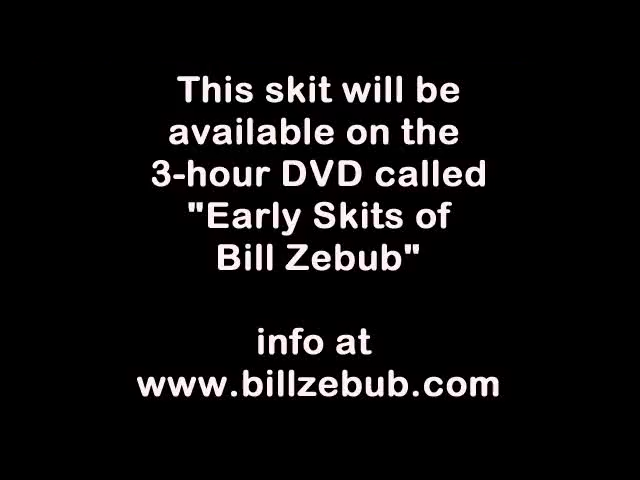 This skit will be
available on the
3-hour DVD called
"Early Skits of
Bill Zebub"
info at
www.billzebub.com